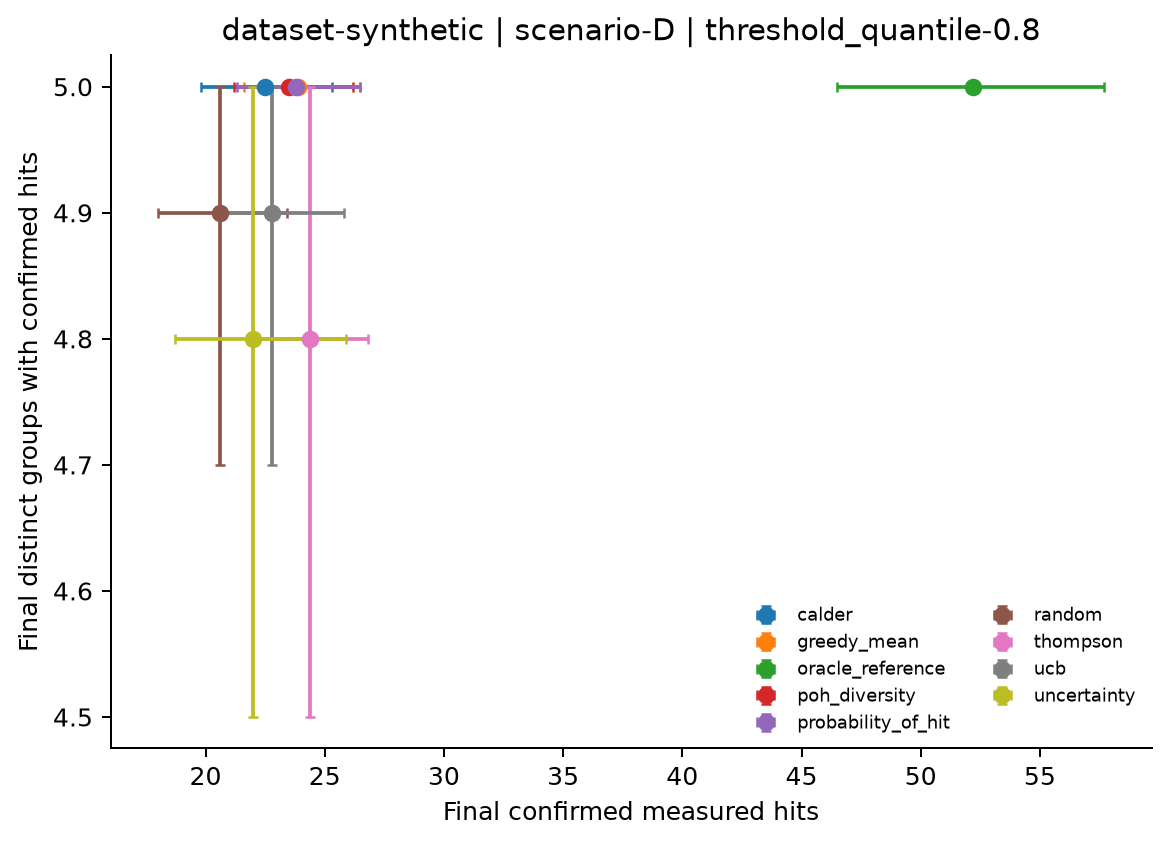 dataset-synthetic | scenario-D | threshold_quantile-0.8
Final distinct groups with confirmed hits
5.0
4.9
4.8
4.7
4.6
4.5
20 25 30 35 40 45 50 55
Final confirmed measured hits
calder
greedy_mean
oracle_reference
poh_diversity
probability_of_hit
random
thompson
ucb
uncertainty